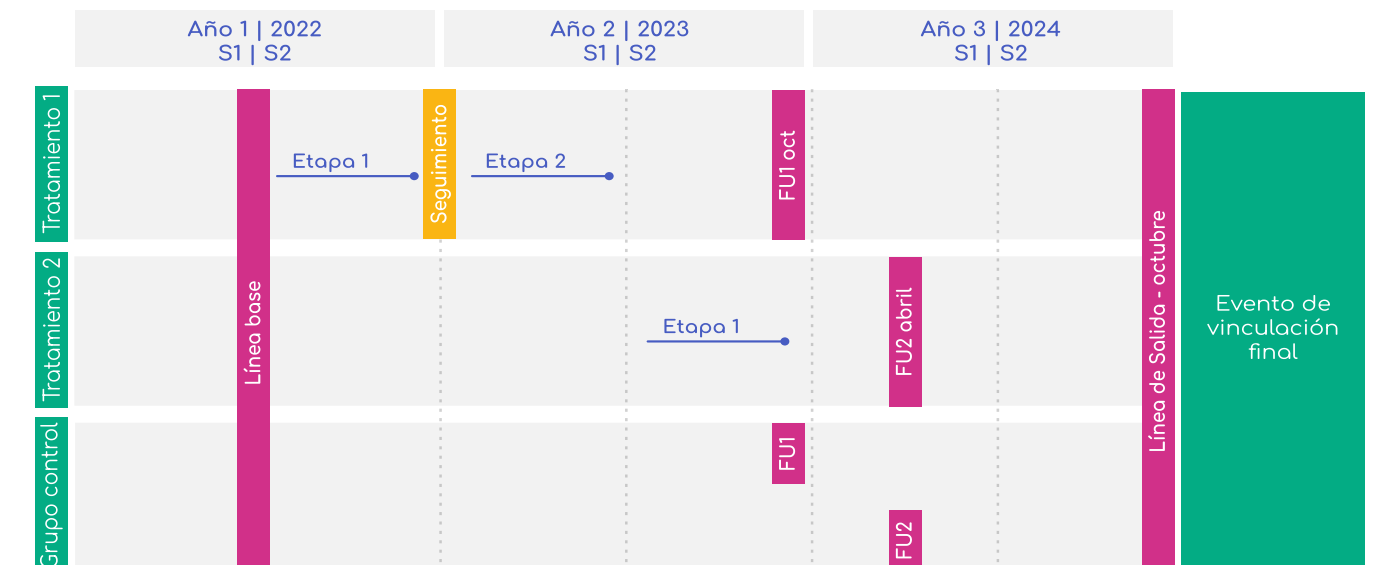 Año 1 | 2022
S1 | S2
Año 2 | 2023
S1 | S2
Año 3 | 2024
S1 | S2
Tratamiento 1
Línea base
Etapa 1
Seguimiento
Etapa 2
FU1 oct
Tratamiento 2
Etapa 1
FU2 abril
Línea de Salida - octubre
Evento de
vinculación
final
Grupo control
FU1
FU2